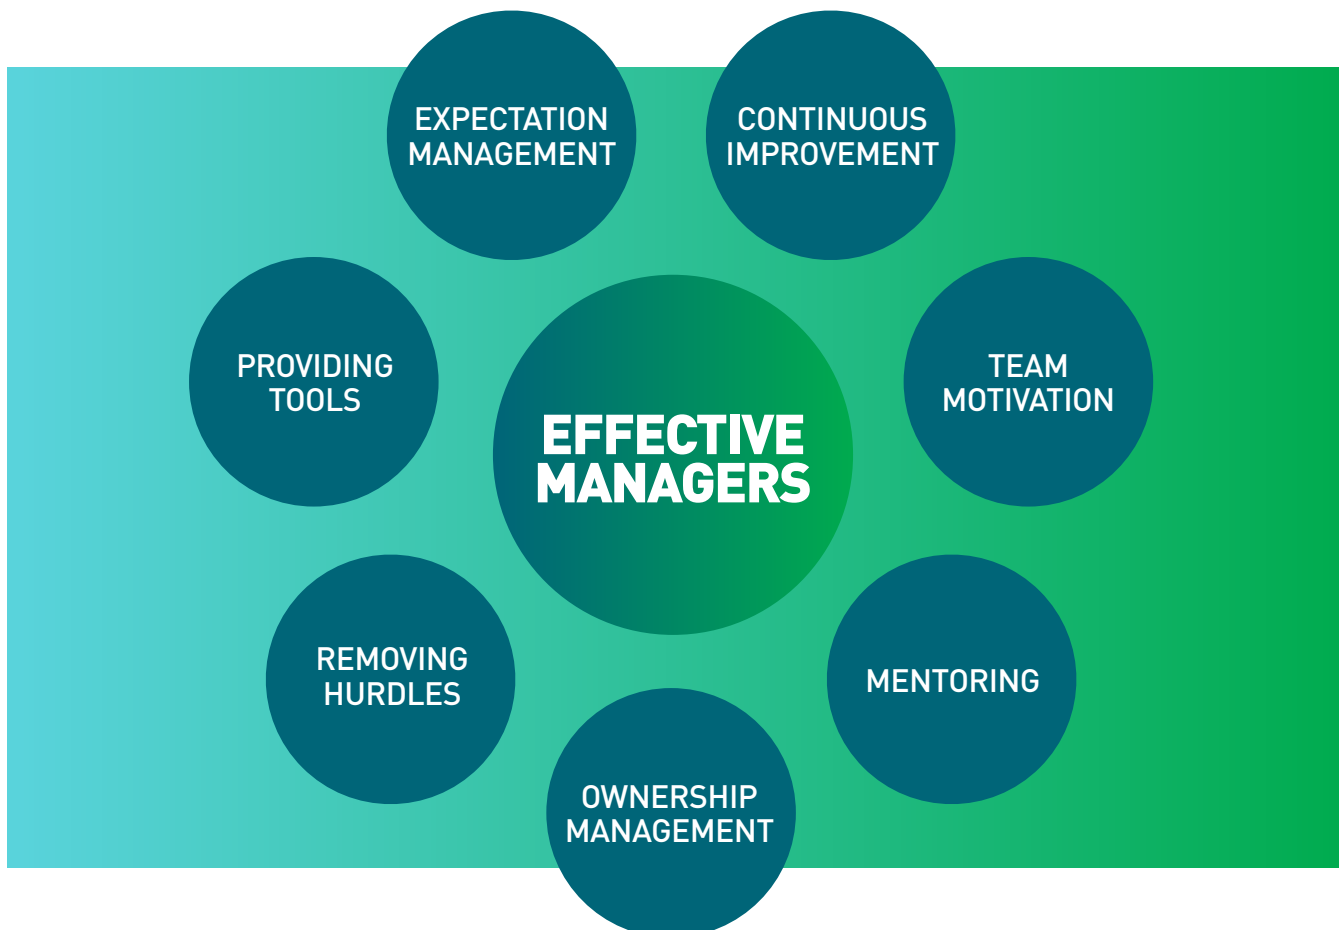 EXPECTATION
MANAGEMENT
CONTINUOUS
IMPROVEMENT
PROVIDING
TOOLS
TEAM
MOTIVATION
EFFECTIVE
MANAGERS
REMOVING
HURDLES
MENTORING
OWNERSHIP
MANAGEMENT